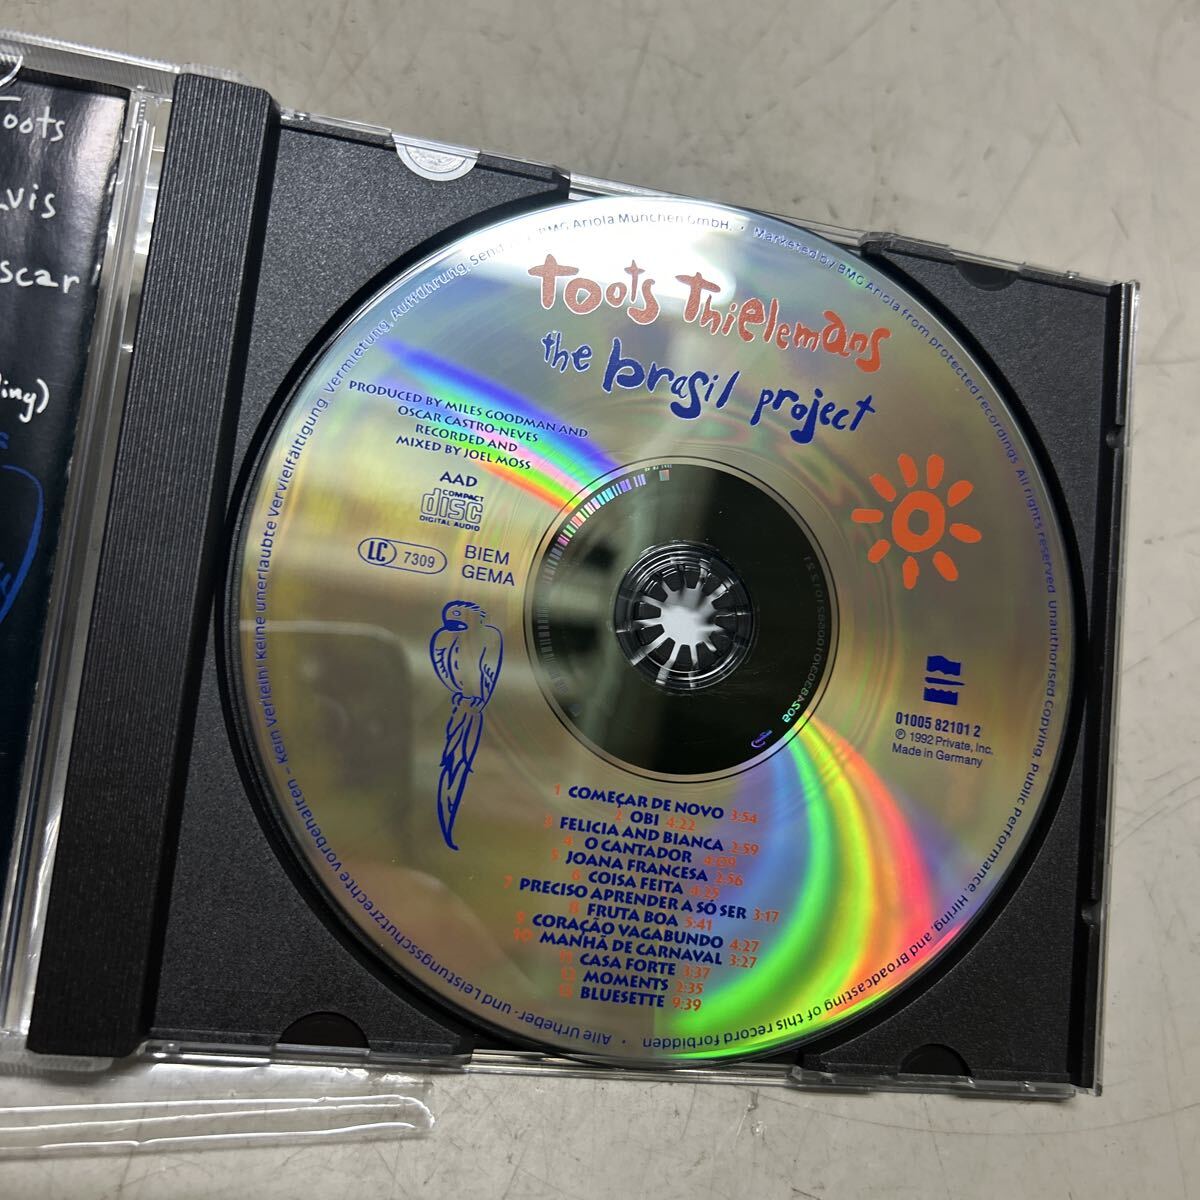 Toots
scar
Toots Thielemans
the brasil project
PRODUCED BY MILES GOODMAN AND
OSCAR CASTRO-NEVES
RECORDED AND
MIXED BY JOEL MOSS
AAD
COMPACT
disc
DIGITAL AUDIO
LC 7309
BIEM
GEMA
01005 82101 2
℗ 1992 Private, Inc.
Made in Germany
1 COMEÇAR DE NOVO 3:54
2 OBI 4:22
3 FELICIA AND BIANCA 2:59
4 O CANTADOR 4:09
5 JOANA FRANCESA 2:56
6 COISA FEITA 4:25
7 PRECISO APRENDER A SÓ SER 3:17
8 FRUTA BOA 5:41
9 CORAÇÃO VAGABUNDO 4:27
10 MANHÃ DE CARNAVAL 3:27
11 CASA FORTE 3:37
12 MOMENTS 2:35
13 BLUESETTE 9:39
Alle Urheber- und Leistungsschutzrechte vorbehalten – Kein Verleih! Keine unerlaubte Vervielfältigung, Vermietung, Aufführung, Send
BMG Ariola München GmbH. • Marketed by BMG Ariola from protected recordings. All rights reserved. Unauthorised Copying, Public performance, Hiring, and Broadcasting of this record forbidden •